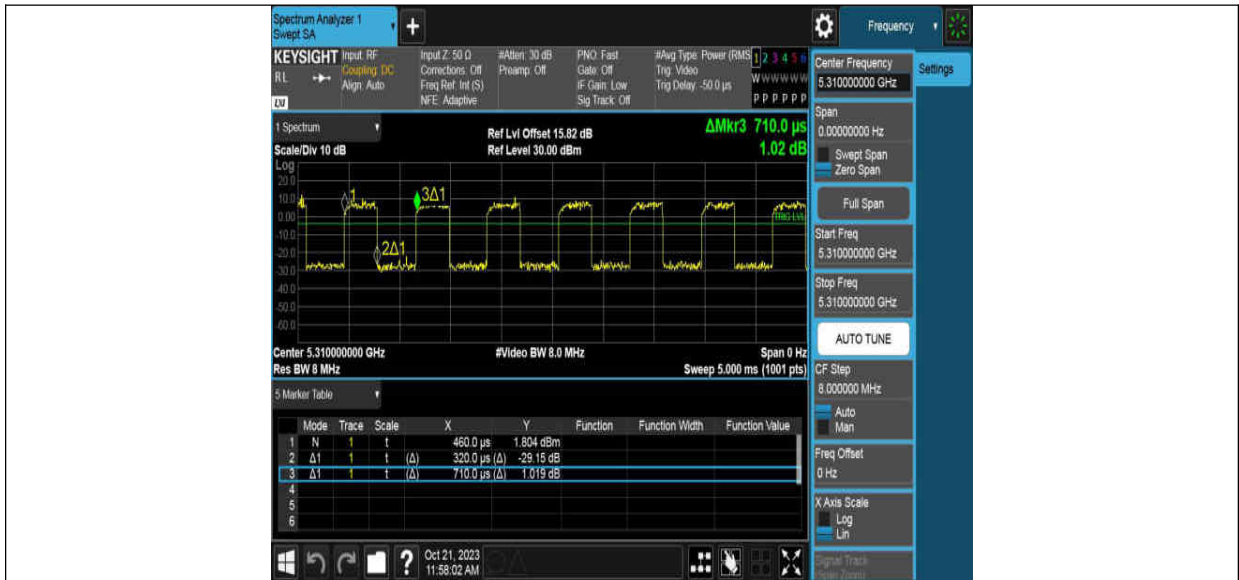 Spectrum Analyzer 1
Swept SA
+
Frequency
KEYSIGHT
RL
LXI
Input: RF
Coupling: DC
Align: Auto
Input Z: 50 Ω
Corrections: Off
Freq Ref: Int (S)
NFE: Adaptive
#Atten: 30 dB
Preamp: Off
PNO: Fast
Gate: Off
IF Gain: Low
Sig Track: Off
#Avg Type: Power (RMS
Trig: Video
Trig Delay: -50.0 µs
1 2 3 4 5 6
W W W W W W
P P P P P P
Center Frequency
5.310000000 GHz
Settings
Span
0.00000000 Hz
Swept Span
Zero Span
Full Span
Start Freq
5.310000000 GHz
Stop Freq
5.310000000 GHz
AUTO TUNE
CF Step
8.000000 MHz
Auto
Man
Freq Offset
0 Hz
X Axis Scale
Log
Lin
Signal Track
(Span Zoom)
1 Spectrum
Scale/Div 10 dB
Ref Lvl Offset 15.82 dB
Ref Level 30.00 dBm
ΔMkr3 710.0 µs
1.02 dB
Log
20.0
10.0
0.00
-10.0
-20.0
-30.0
-40.0
-50.0
-60.0
1
3Δ1
2Δ1
TRIG LVL
Center 5.310000000 GHz
#Video BW 8.0 MHz
Span 0 Hz
Res BW 8 MHz
Sweep 5.000 ms (1001 pts)
5 Marker Table
Mode Trace Scale X Y Function Function Width Function Value
1 N 1 t 460.0 µs 1.804 dBm
2 Δ1 1 t (Δ) 320.0 µs (Δ) -29.15 dB
3 Δ1 1 t (Δ) 710.0 µs (Δ) 1.019 dB
4
5
6
?
Oct 21, 2023
11:58:02 AM